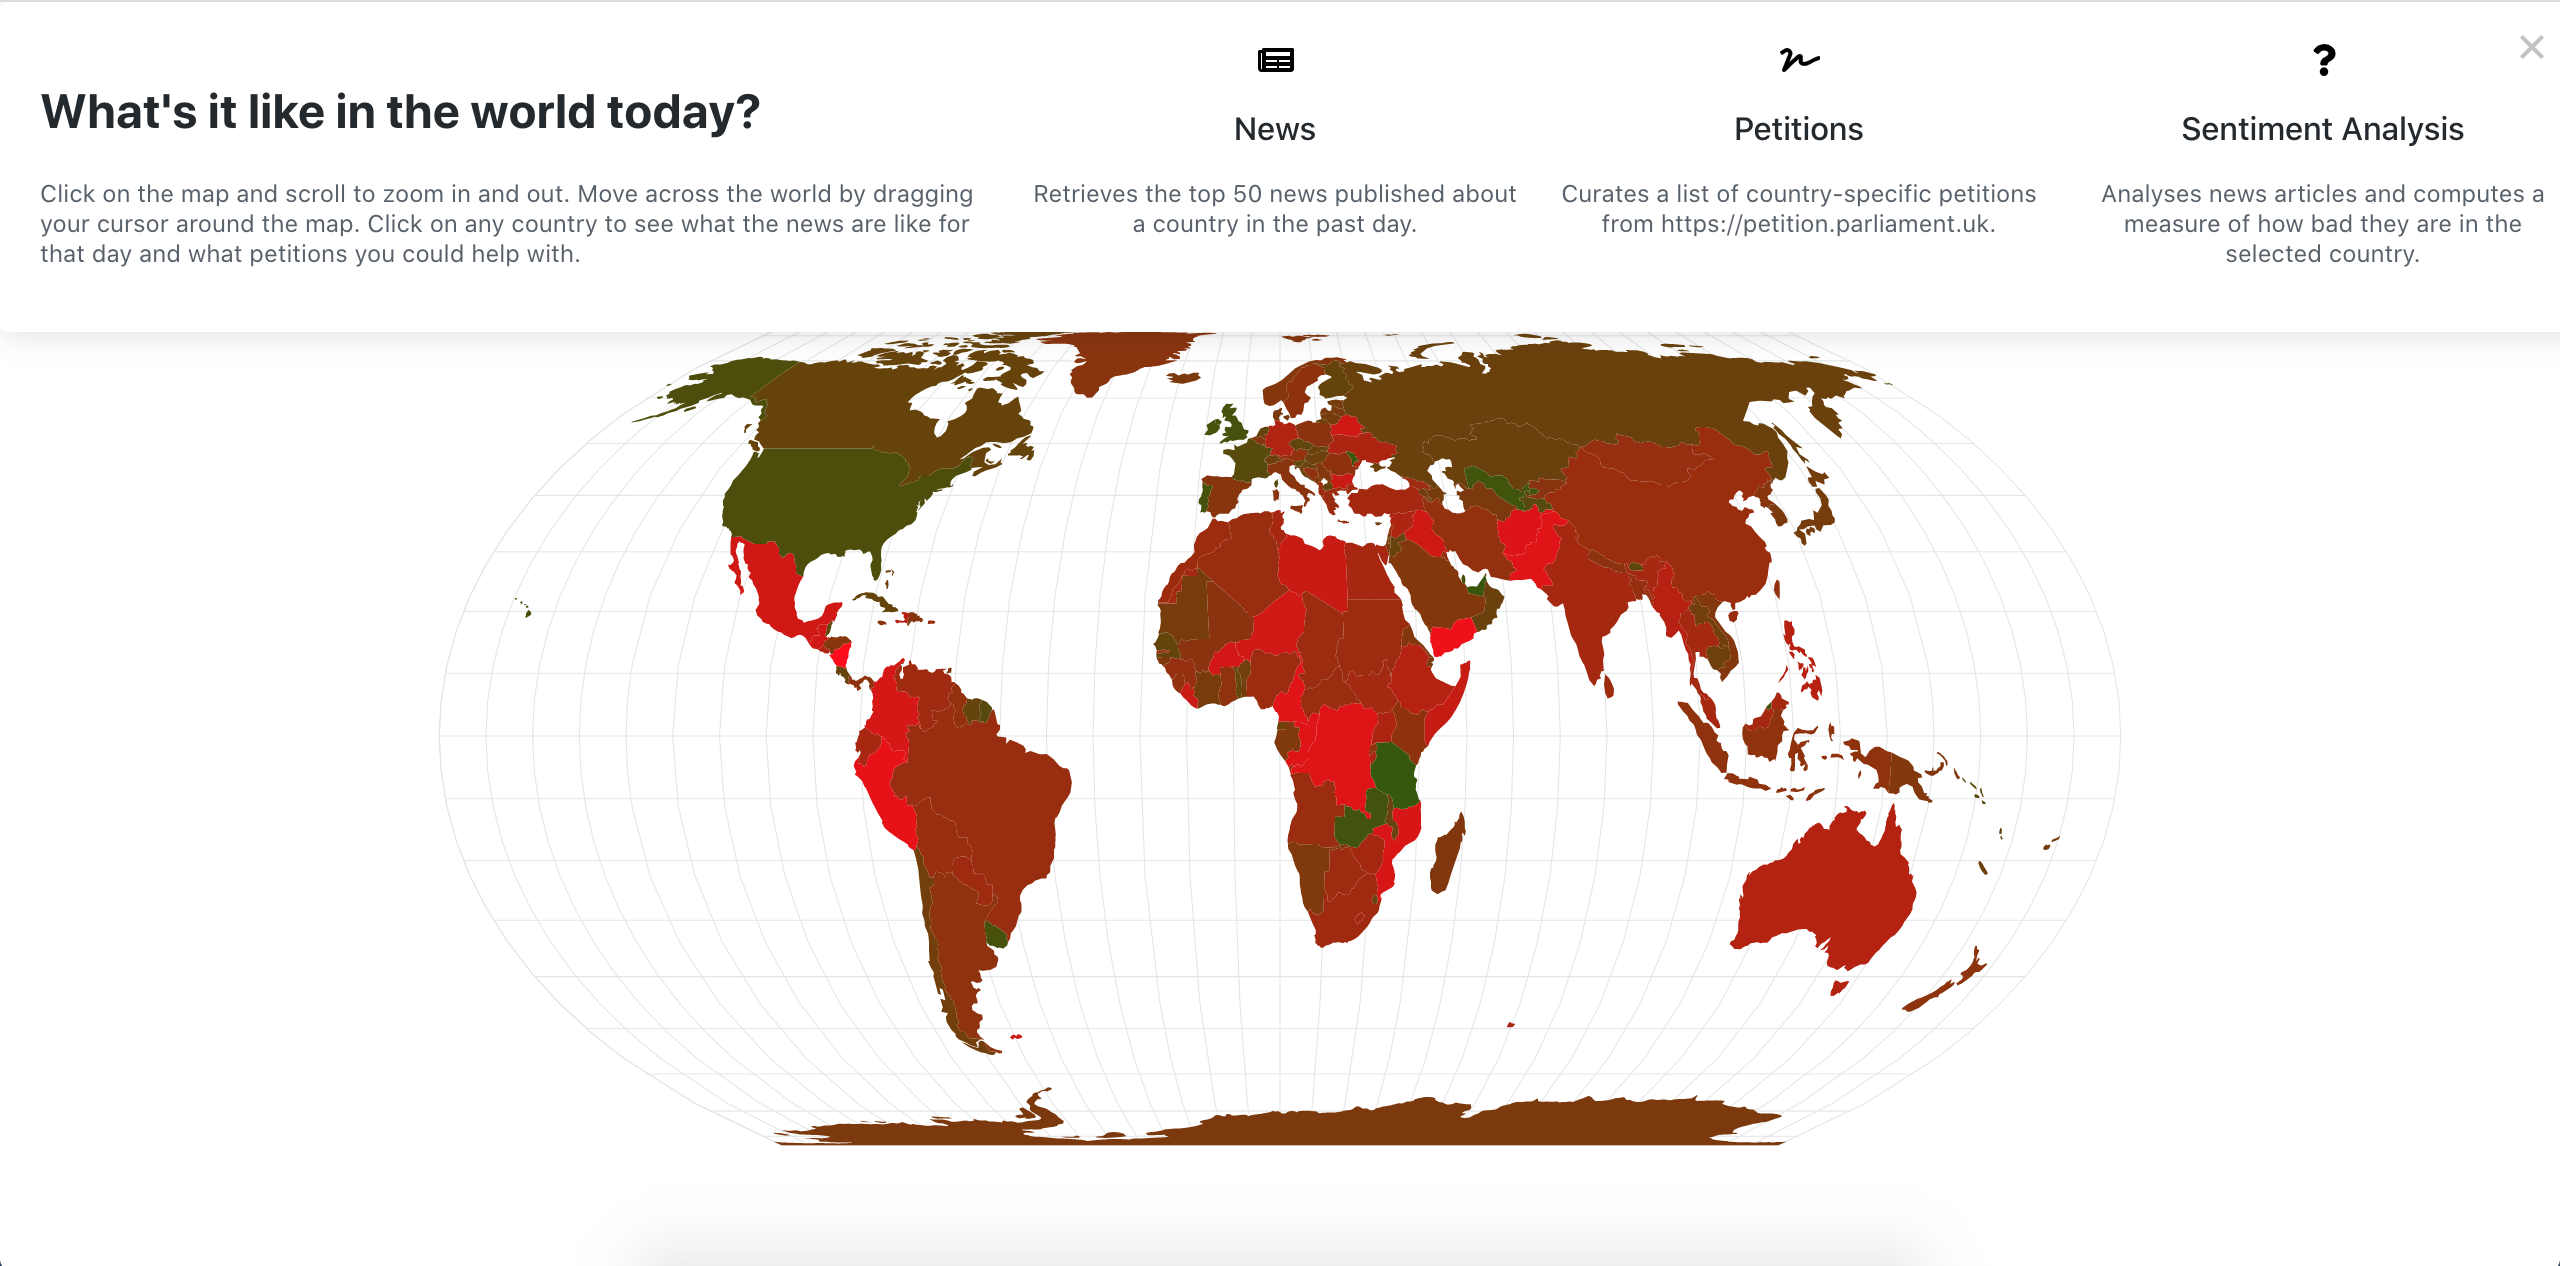 What's it like in the world today?
Click on the map and scroll to zoom in and out. Move across the world by dragging
your cursor around the map. Click on any country to see what the news are like for
that day and what petitions you could help with.
News
Retrieves the top 50 news published about
a country in the past day.
Petitions
Curates a list of country-specific petitions
from https://petition.parliament.uk.
Sentiment Analysis
Analyses news articles and computes a
measure of how bad they are in the
selected country.